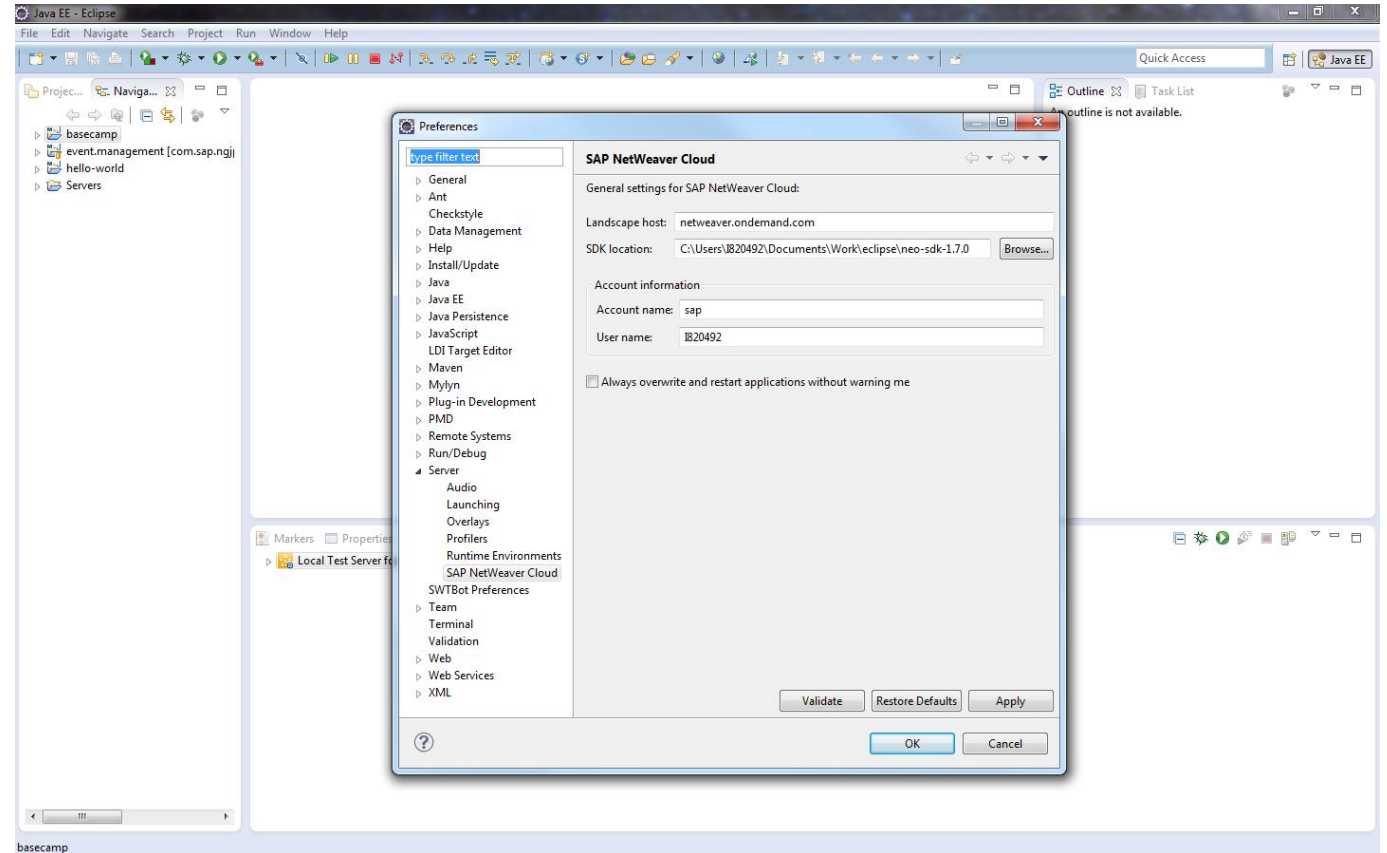 Java EE - Eclipse
File Edit Navigate Search Project Run Window Help
Quick Access
Java EE
Projec... Naviga...
basecamp
event.management [com.sap.ngjp
hello-world
Servers
Outline Task List
outline is not available.
Preferences
type filter text
General
Ant
Checkstyle
Data Management
Help
Install/Update
Java
Java EE
Java Persistence
JavaScript
LDI Target Editor
Maven
Mylyn
Plug-in Development
PMD
Remote Systems
Run/Debug
Server
Audio
Launching
Overlays
Profilers
Runtime Environments
SAP NetWeaver Cloud
SWTBot Preferences
Team
Terminal
Validation
Web
Web Services
XML
SAP NetWeaver Cloud
General settings for SAP NetWeaver Cloud:
Landscape host: netweaver.ondemand.com
SDK location: C:\Users\I820492\Documents\Work\eclipse\neo-sdk-1.7.0 Browse...
Account information
Account name: sap
User name: I820492
Always overwrite and restart applications without warning me
Validate Restore Defaults Apply
OK Cancel
Markers Properties
Local Test Server fo
basecamp